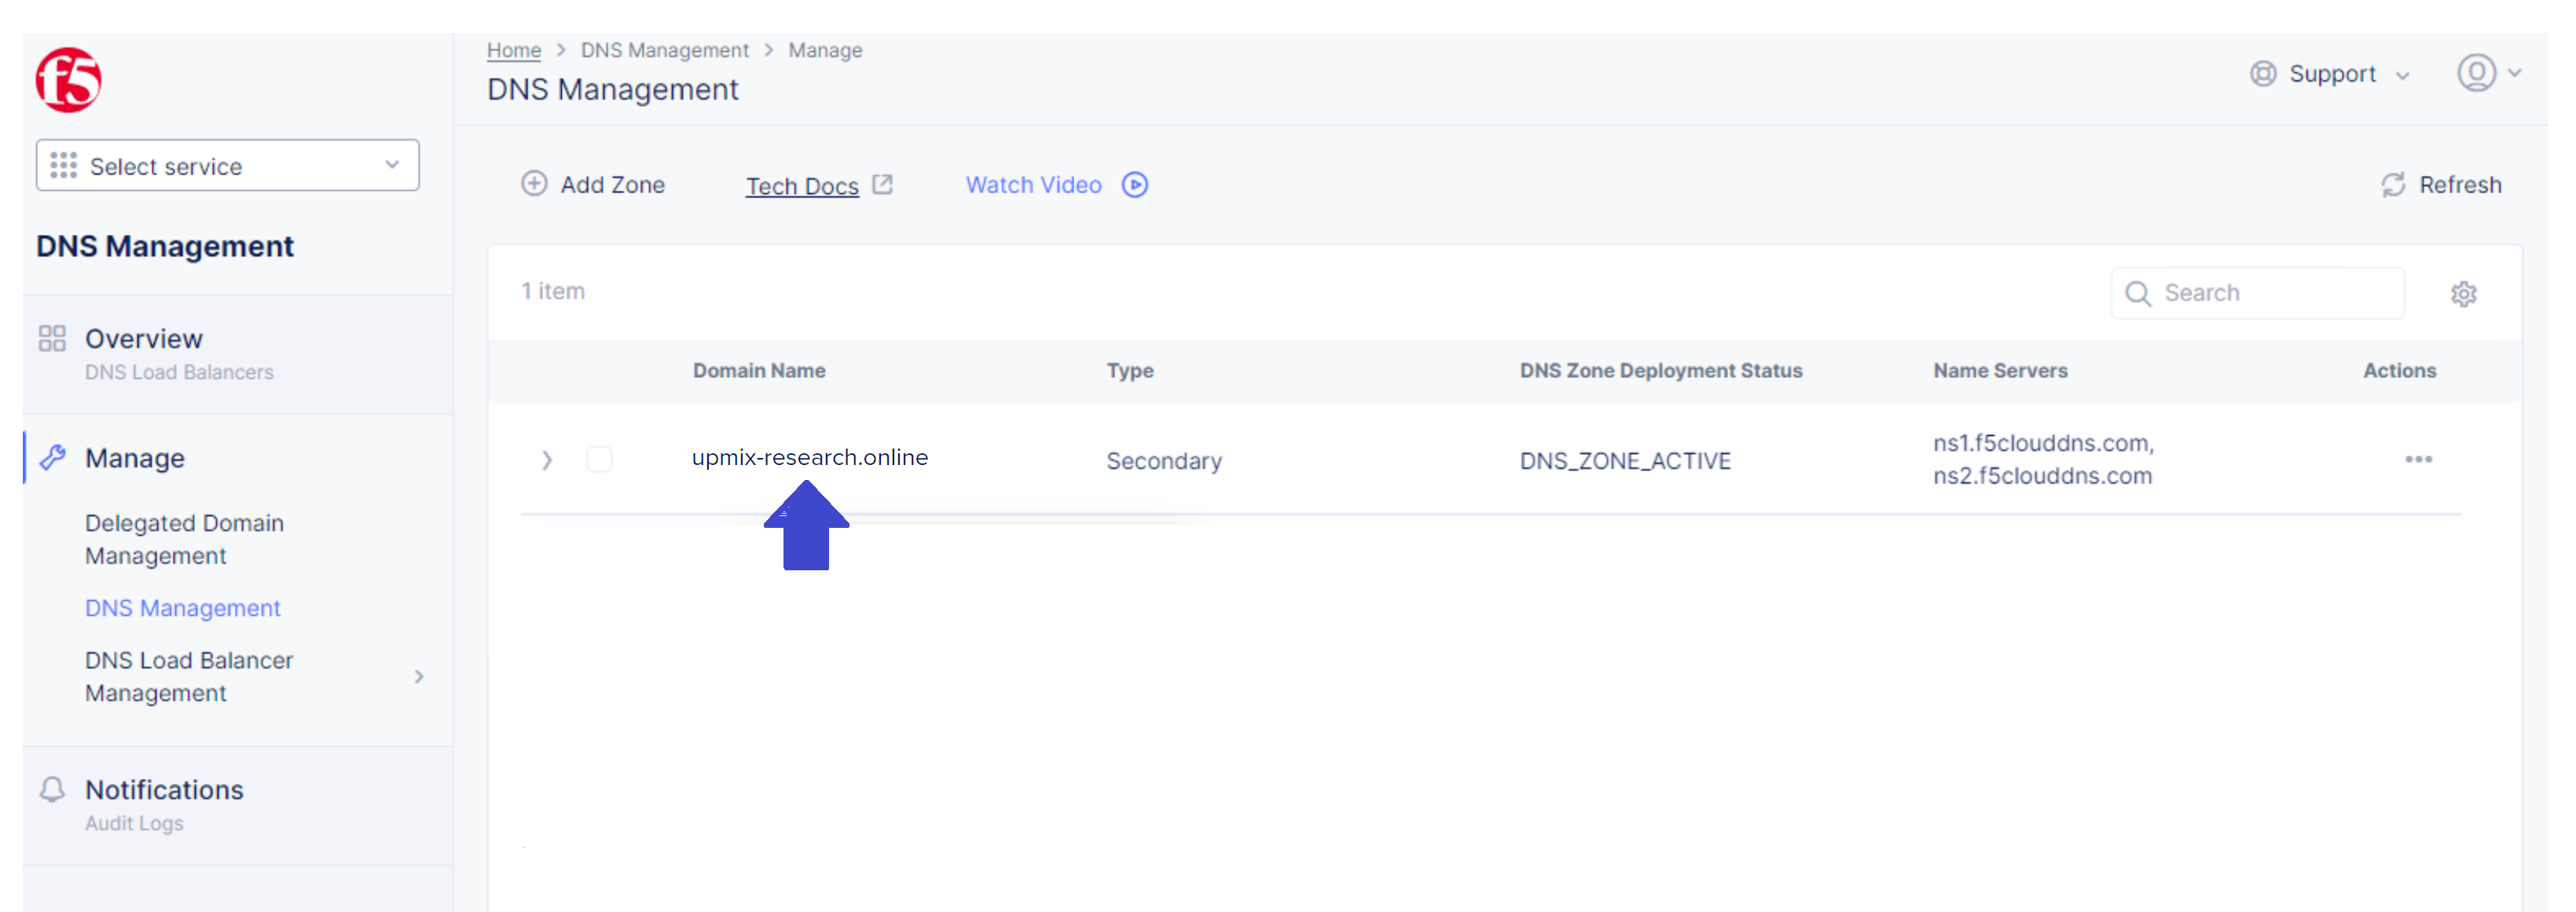 f5
Select service
DNS Management
Overview
DNS Load Balancers
Manage
Delegated Domain
Management
DNS Management
DNS Load Balancer
Management
Notifications
Audit Logs
Home > DNS Management > Manage
DNS Management
Support
Add Zone Tech Docs Watch Video Refresh
1 item Search
Domain Name Type DNS Zone Deployment Status Name Servers Actions
upmix-research.online Secondary DNS_ZONE_ACTIVE ns1.f5clouddns.com,
ns2.f5clouddns.com